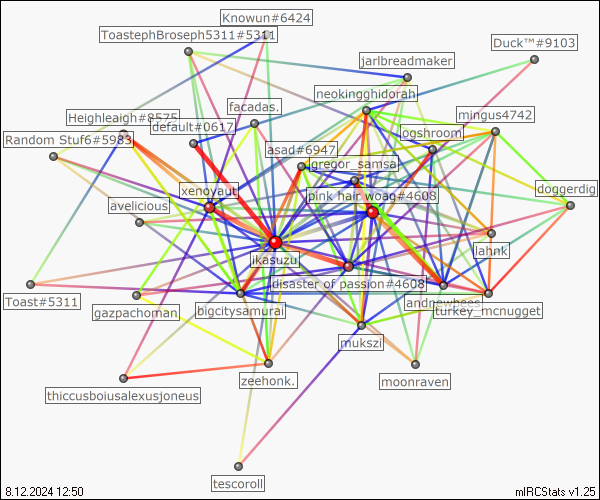 Knowun#6424
ToastephBroseph5311#5311
Duck™#9103
jarlbreadmaker
neokingghidorah
facadas.
mingus4742
Heighleigh#8575
default#0617
ogshroom
Random Stuf6#5983
asad#6947
gregor_samsa
xenoyaut
pink hair woag#4608
doggerdig
avelicious
lahnk
ikasuzu
disaster of passion#4608
Toast#5311
andrewbees
gazpachoman
bigcitysamurai
turkey_mcnugget
mukszi
zeehonk.
moonraven
thiccusboiusalexusjoneus
tescoroll
8.12.2024 12:50
mIRCStats v1.25